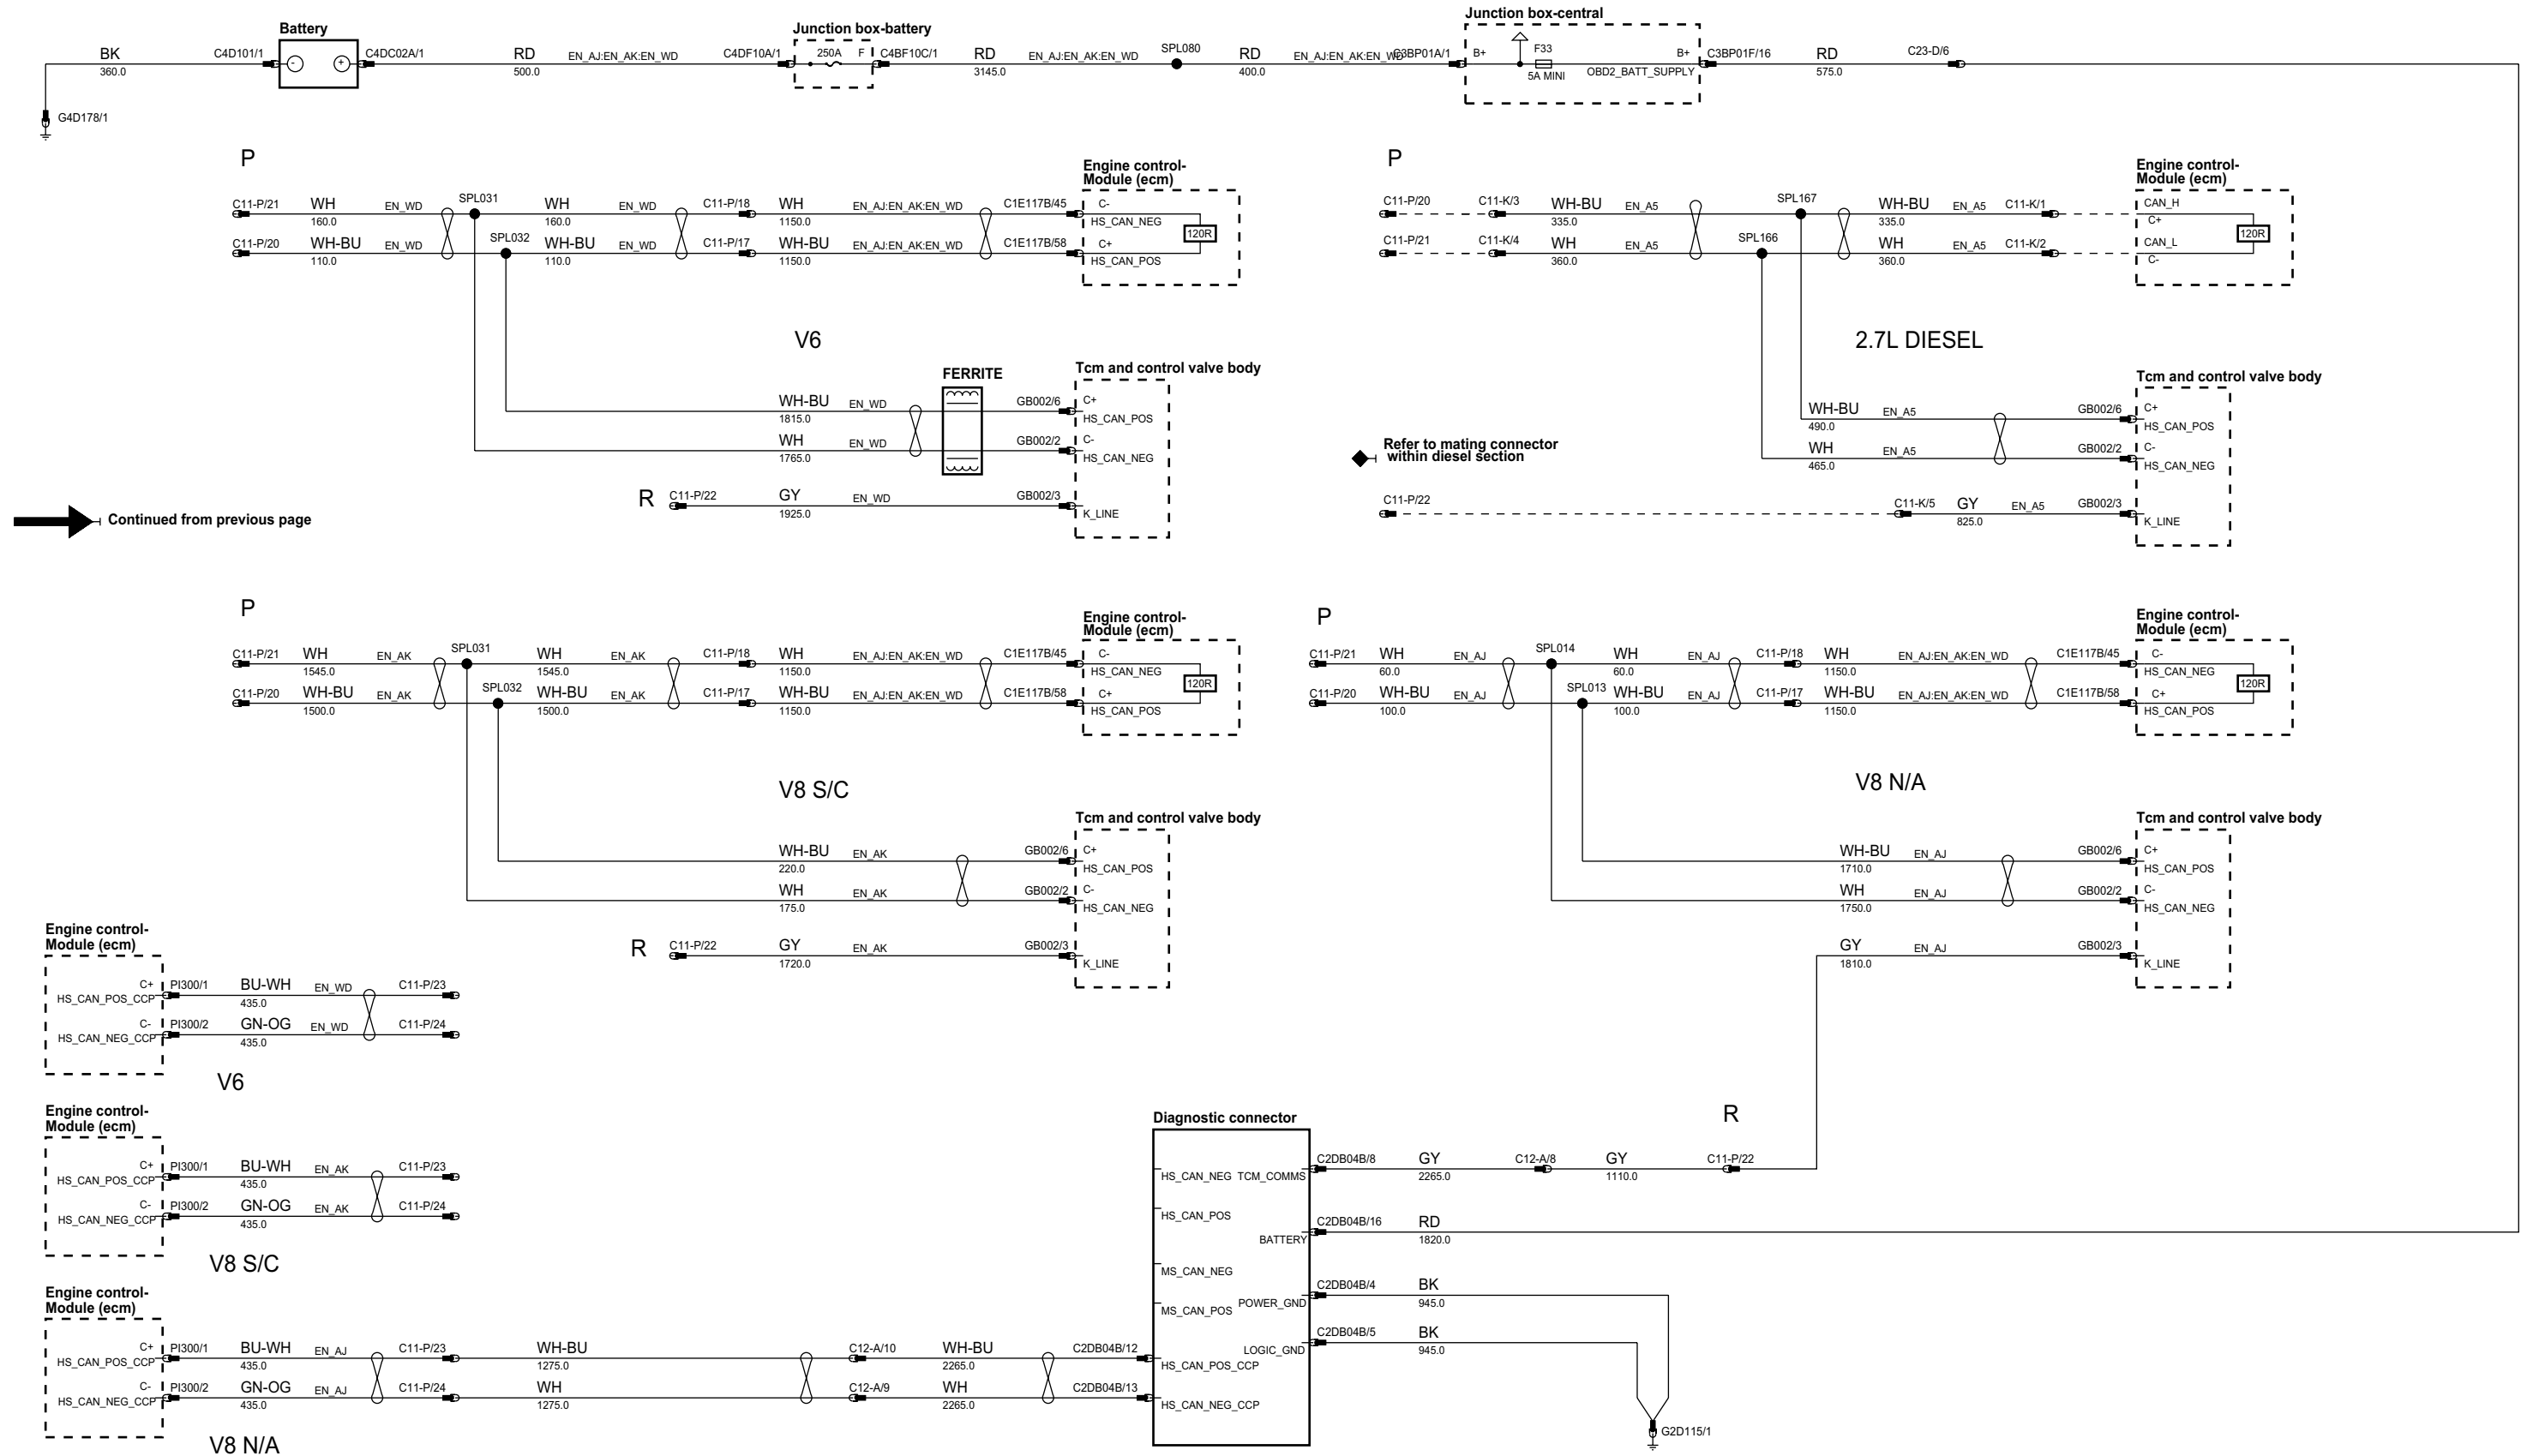 Battery
Junction box-battery
Junction box-central
BK
360.0
C4D101/1
-
+
C4DC02A/1
RD
500.0
EN_AJ:EN_AK:EN_WD
C4DF10A/1
250A
F
C4BF10C/1
RD
3145.0
EN_AJ:EN_AK:EN_WD
SPL080
RD
400.0
EN_AJ:EN_AK:EN_WD
C3BP01A/1
B+
F33
5A MINI
B+
OBD2_BATT_SUPPLY
C3BP01F/16
RD
575.0
C23-D/6
G4D178/1
P
C11-P/21
WH
160.0
EN_WD
SPL031
WH
160.0
EN_WD
C11-P/18
WH
1150.0
EN_AJ:EN_AK:EN_WD
C1E117B/45
Engine control-
Module (ecm)
C-
HS_CAN_NEG
120R
C11-P/20
WH-BU
110.0
EN_WD
SPL032
WH-BU
110.0
EN_WD
C11-P/17
WH-BU
1150.0
EN_AJ:EN_AK:EN_WD
C1E117B/58
C+
HS_CAN_POS
V6
FERRITE
Tcm and control valve body
WH-BU
1815.0
EN_WD
GB002/6
C+
HS_CAN_POS
WH
1765.0
EN_WD
GB002/2
C-
HS_CAN_NEG
R
C11-P/22
GY
1925.0
EN_WD
GB002/3
K_LINE
P
C11-P/20
C11-K/3
WH-BU
335.0
EN_A5
SPL167
WH-BU
335.0
EN_A5
C11-K/1
Engine control-
Module (ecm)
CAN_H
C+
120R
C11-P/21
C11-K/4
WH
360.0
EN_A5
SPL166
WH
360.0
EN_A5
C11-K/2
CAN_L
C-
2.7L DIESEL
Tcm and control valve body
WH-BU
490.0
EN_A5
GB002/6
C+
HS_CAN_POS
WH
465.0
EN_A5
GB002/2
C-
HS_CAN_NEG
Refer to mating connector
within diesel section
C11-P/22
C11-K/5
GY
825.0
EN_A5
GB002/3
K_LINE
Continued from previous page
P
C11-P/21
WH
1545.0
EN_AK
SPL031
WH
1545.0
EN_AK
C11-P/18
WH
1150.0
EN_AJ:EN_AK:EN_WD
C1E117B/45
Engine control-
Module (ecm)
C-
HS_CAN_NEG
120R
C11-P/20
WH-BU
1500.0
EN_AK
SPL032
WH-BU
1500.0
EN_AK
C11-P/17
WH-BU
1150.0
EN_AJ:EN_AK:EN_WD
C1E117B/58
C+
HS_CAN_POS
V8 S/C
Tcm and control valve body
WH-BU
220.0
EN_AK
GB002/6
C+
HS_CAN_POS
WH
175.0
EN_AK
GB002/2
C-
HS_CAN_NEG
R
C11-P/22
GY
1720.0
EN_AK
GB002/3
K_LINE
P
C11-P/21
WH
60.0
EN_AJ
SPL014
WH
60.0
EN_AJ
C11-P/18
WH
1150.0
EN_AJ:EN_AK:EN_WD
C1E117B/45
Engine control-
Module (ecm)
C-
HS_CAN_NEG
120R
C11-P/20
WH-BU
100.0
EN_AJ
SPL013
WH-BU
100.0
EN_AJ
C11-P/17
WH-BU
1150.0
EN_AJ:EN_AK:EN_WD
C1E117B/58
C+
HS_CAN_POS
V8 N/A
Tcm and control valve body
WH-BU
1710.0
EN_AJ
GB002/6
C+
HS_CAN_POS
WH
1750.0
EN_AJ
GB002/2
C-
HS_CAN_NEG
GY
1810.0
EN_AJ
GB002/3
K_LINE
Engine control-
Module (ecm)
C+
HS_CAN_POS_CCP
PI300/1
BU-WH
435.0
EN_WD
C11-P/23
C-
HS_CAN_NEG_CCP
PI300/2
GN-OG
435.0
EN_WD
C11-P/24
V6
Engine control-
Module (ecm)
C+
HS_CAN_POS_CCP
PI300/1
BU-WH
435.0
EN_AK
C11-P/23
C-
HS_CAN_NEG_CCP
PI300/2
GN-OG
435.0
EN_AK
C11-P/24
V8 S/C
Engine control-
Module (ecm)
C+
HS_CAN_POS_CCP
PI300/1
BU-WH
435.0
EN_AJ
C11-P/23
WH-BU
1275.0
C12-A/10
WH-BU
2265.0
C2DB04B/12
C-
HS_CAN_NEG_CCP
PI300/2
GN-OG
435.0
EN_AJ
C11-P/24
WH
1275.0
C12-A/9
WH
2265.0
C2DB04B/13
V8 N/A
Diagnostic connector
HS_CAN_NEG
TCM_COMMS
HS_CAN_POS
BATTERY
MS_CAN_NEG
MS_CAN_POS
POWER_GND
LOGIC_GND
HS_CAN_POS_CCP
HS_CAN_NEG_CCP
C2DB04B/8
GY
2265.0
C12-A/8
GY
1110.0
C11-P/22
R
C2DB04B/16
RD
1820.0
C2DB04B/4
BK
945.0
C2DB04B/5
BK
945.0
G2D115/1